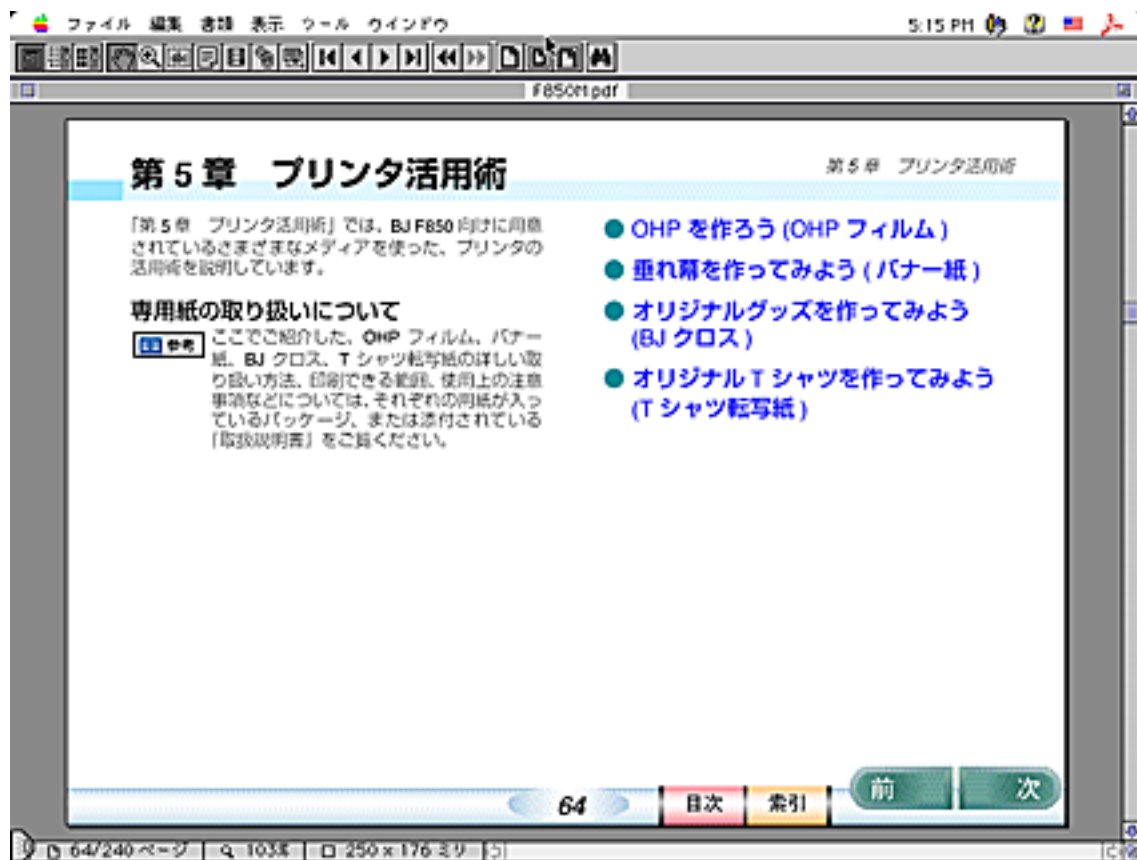 ファイル 編集 書類 表示 ツール ウインドウ 5:15 PM
F850M.pdf
第5章 プリンタ活用術
第5章 プリンタ活用術
「第5章 プリンタ活用術」では、BJ F850 向けに用意
されているさまざまなメディアを使った、プリンタの
活用術を説明しています。
専用紙の取り扱いについて
参考
ここでご紹介した、OHP フィルム、バナー
紙、BJ クロス、T シャツ転写紙の詳しい取
り扱い方法、印刷できる範囲、使用上の注意
事項などについては、それぞれの用紙が入っ
ているパッケージ、または添付されている
「取扱説明書」をご覧ください。
● OHP を作ろう (OHP フィルム )
● 垂れ幕を作ってみよう ( バナー紙 )
● オリジナルグッズを作ってみよう
(BJ クロス )
● オリジナル T シャツを作ってみよう
(T シャツ転写紙 )
64 目次 索引 前 次
64/240 ページ 103% 250 x 176 ミリ